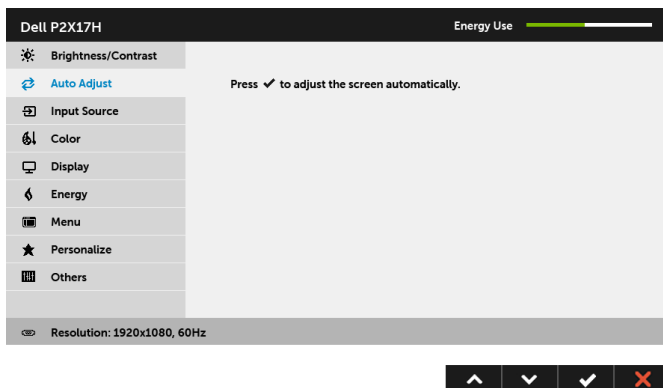 Dell P2X17H
Energy Use
Brightness/Contrast
Auto Adjust
Press ✔ to adjust the screen automatically.
Input Source
Color
Display
Energy
Menu
Personalize
Others
Resolution: 1920x1080, 60Hz